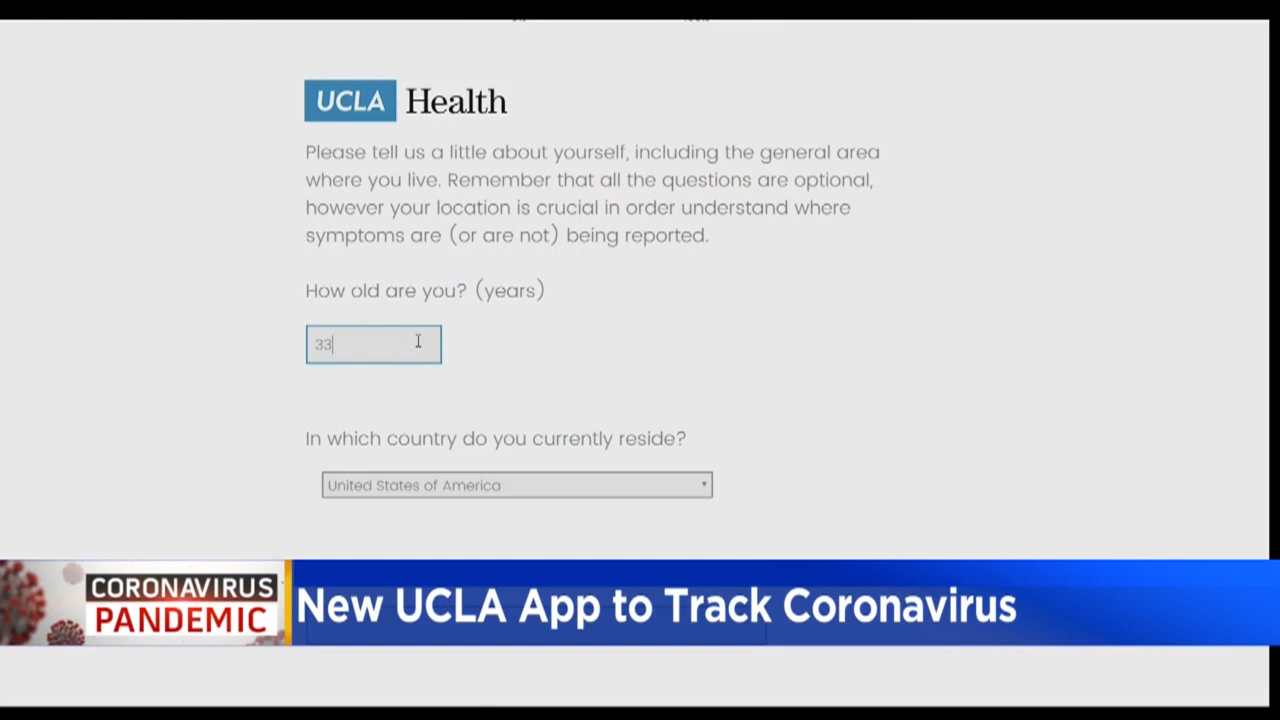 UCLA Health
Please tell us a little about yourself, including the general area
where you live. Remember that all the questions are optional,
however your location is crucial in order understand where
symptoms are (or are not) being reported.
How old are you? (years)
33
In which country do you currently reside?
United States of America
CORONAVIRUS
PANDEMIC
New UCLA App to Track Coronavirus